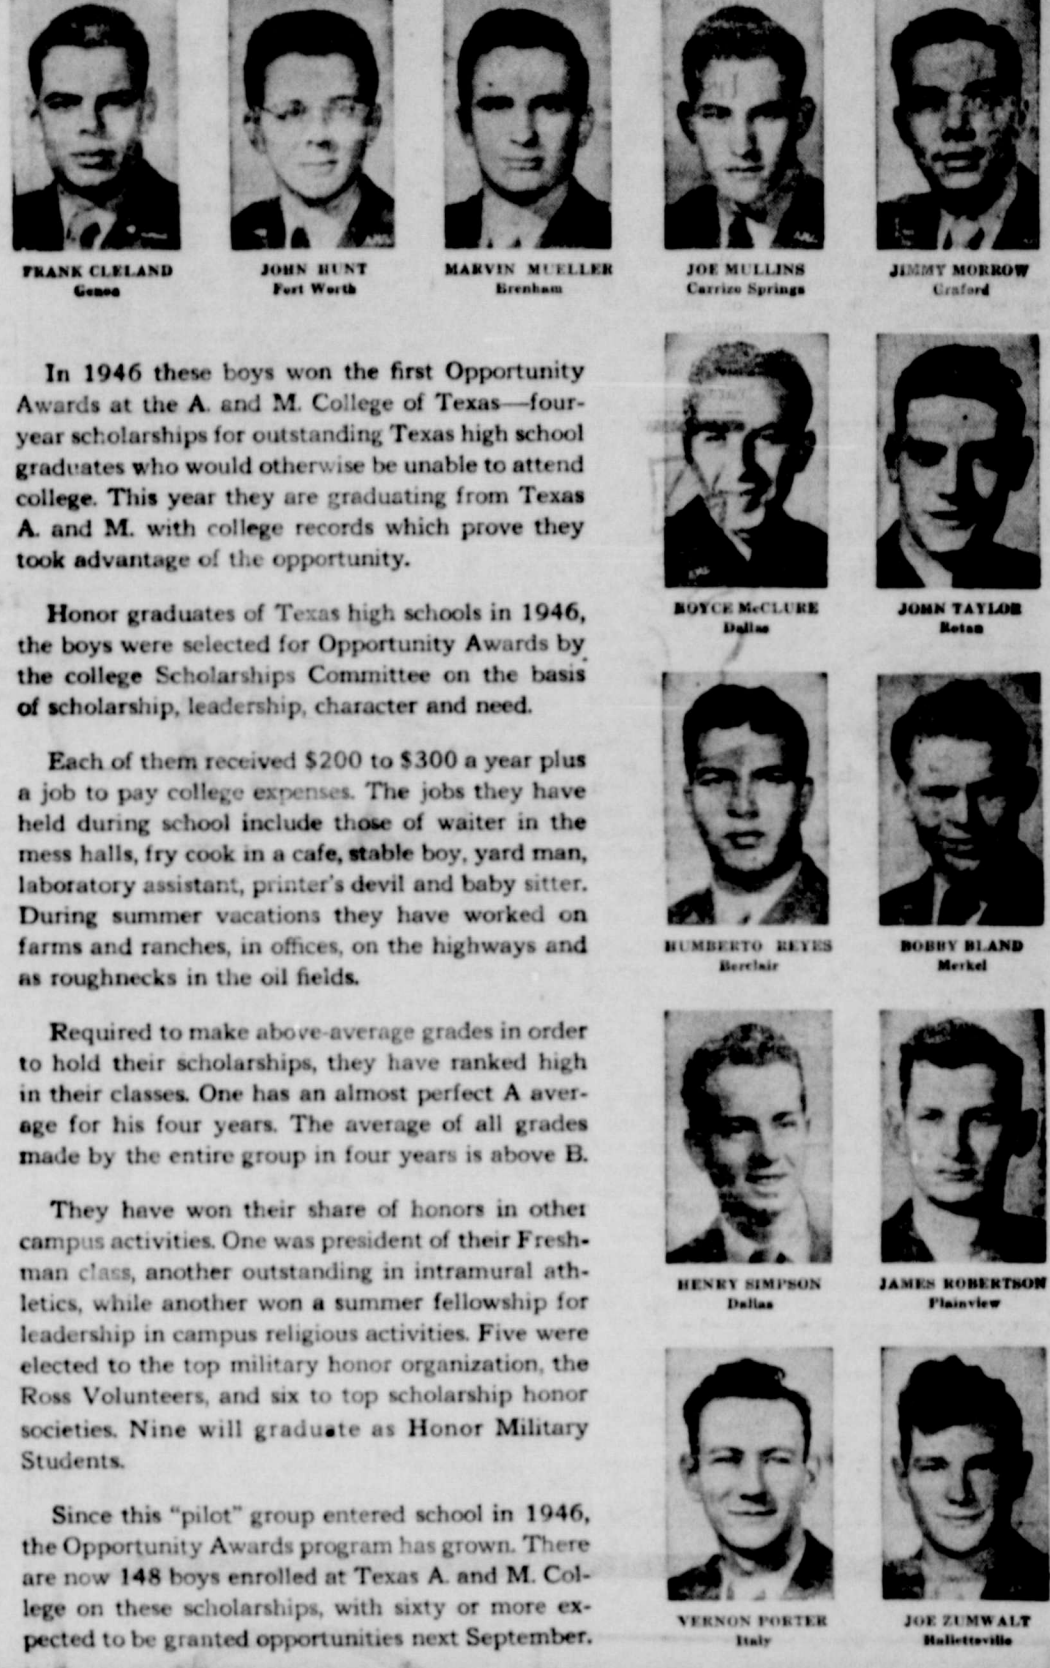 FRANK CLELAND
Genoa
JOHN HUNT
Fort Worth
MARVIN MUELLER
Brenham
JOE MULLINS
Carrizo Springs
JIMMY MORROW
Graford
In 1946 these boys won the first Opportunity
Awards at the A. and M. College of Texas—four-
year scholarships for outstanding Texas high school
graduates who would otherwise be unable to attend
college. This year they are graduating from Texas
A. and M. with college records which prove they
took advantage of the opportunity.
Honor graduates of Texas high schools in 1946,
the boys were selected for Opportunity Awards by
the college Scholarships Committee on the basis
of scholarship, leadership, character and need.
Each of them received $200 to $300 a year plus
a job to pay college expenses. The jobs they have
held during school include those of waiter in the
mess halls, fry cook in a cafe, stable boy, yard man,
laboratory assistant, printer's devil and baby sitter.
During summer vacations they have worked on
farms and ranches, in offices, on the highways and
as roughnecks in the oil fields.
Required to make above-average grades in order
to hold their scholarships, they have ranked high
in their classes. One has an almost perfect A aver-
age for his four years. The average of all grades
made by the entire group in four years is above B.
They have won their share of honors in other
campus activities. One was president of their Fresh-
man class, another outstanding in intramural ath-
letics, while another won a summer fellowship for
leadership in campus religious activities. Five were
elected to the top military honor organization, the
Ross Volunteers, and six to top scholarship honor
societies. Nine will graduate as Honor Military
Students.
Since this "pilot" group entered school in 1946,
the Opportunity Awards program has grown. There
are now 148 boys enrolled at Texas A. and M. Col-
lege on these scholarships, with sixty or more ex-
pected to be granted opportunities next September.
BOYCE McCLURE
Dallas
JOHN TAYLOR
Rotan
HUMBERTO REYES
Berclair
BOBBY BLAND
Merkel
HENRY SIMPSON
Dallas
JAMES ROBERTSON
Plainview
VERNON PORTER
Italy
JOE ZUMWALT
Hallettsville